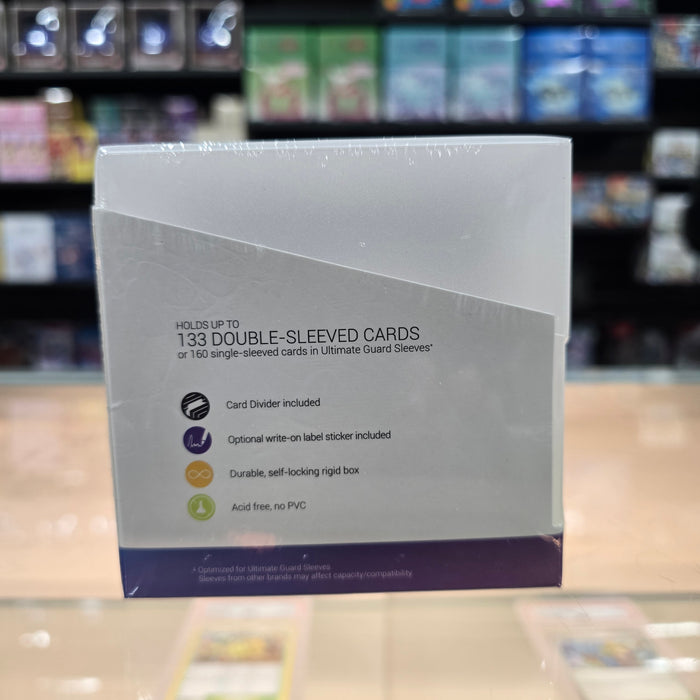 HOLDS UP TO
133 DOUBLE-SLEEVED CARDS
or 160 single-sleeved cards in Ultimate Guard Sleeves*
Card Divider included
Optional write-on label sticker included
Durable, self-locking rigid box
Acid free, no PVC
* Optimized for Ultimate Guard Sleeves
Sleeves from other brands may affect capacity/compatibility